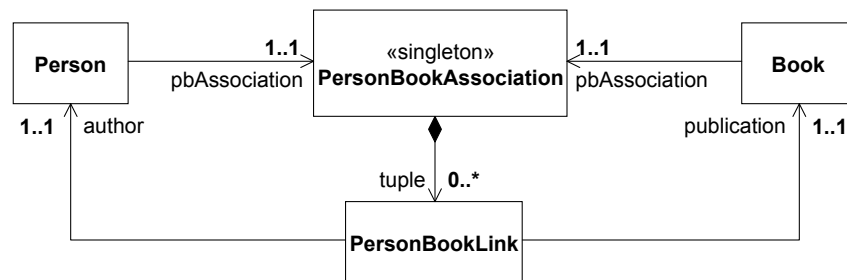 Person
1..1
pbAssociation
«singleton»
PersonBookAssociation
1..1
pbAssociation
Book
1..1
author
publication
1..1
tuple
0..*
PersonBookLink